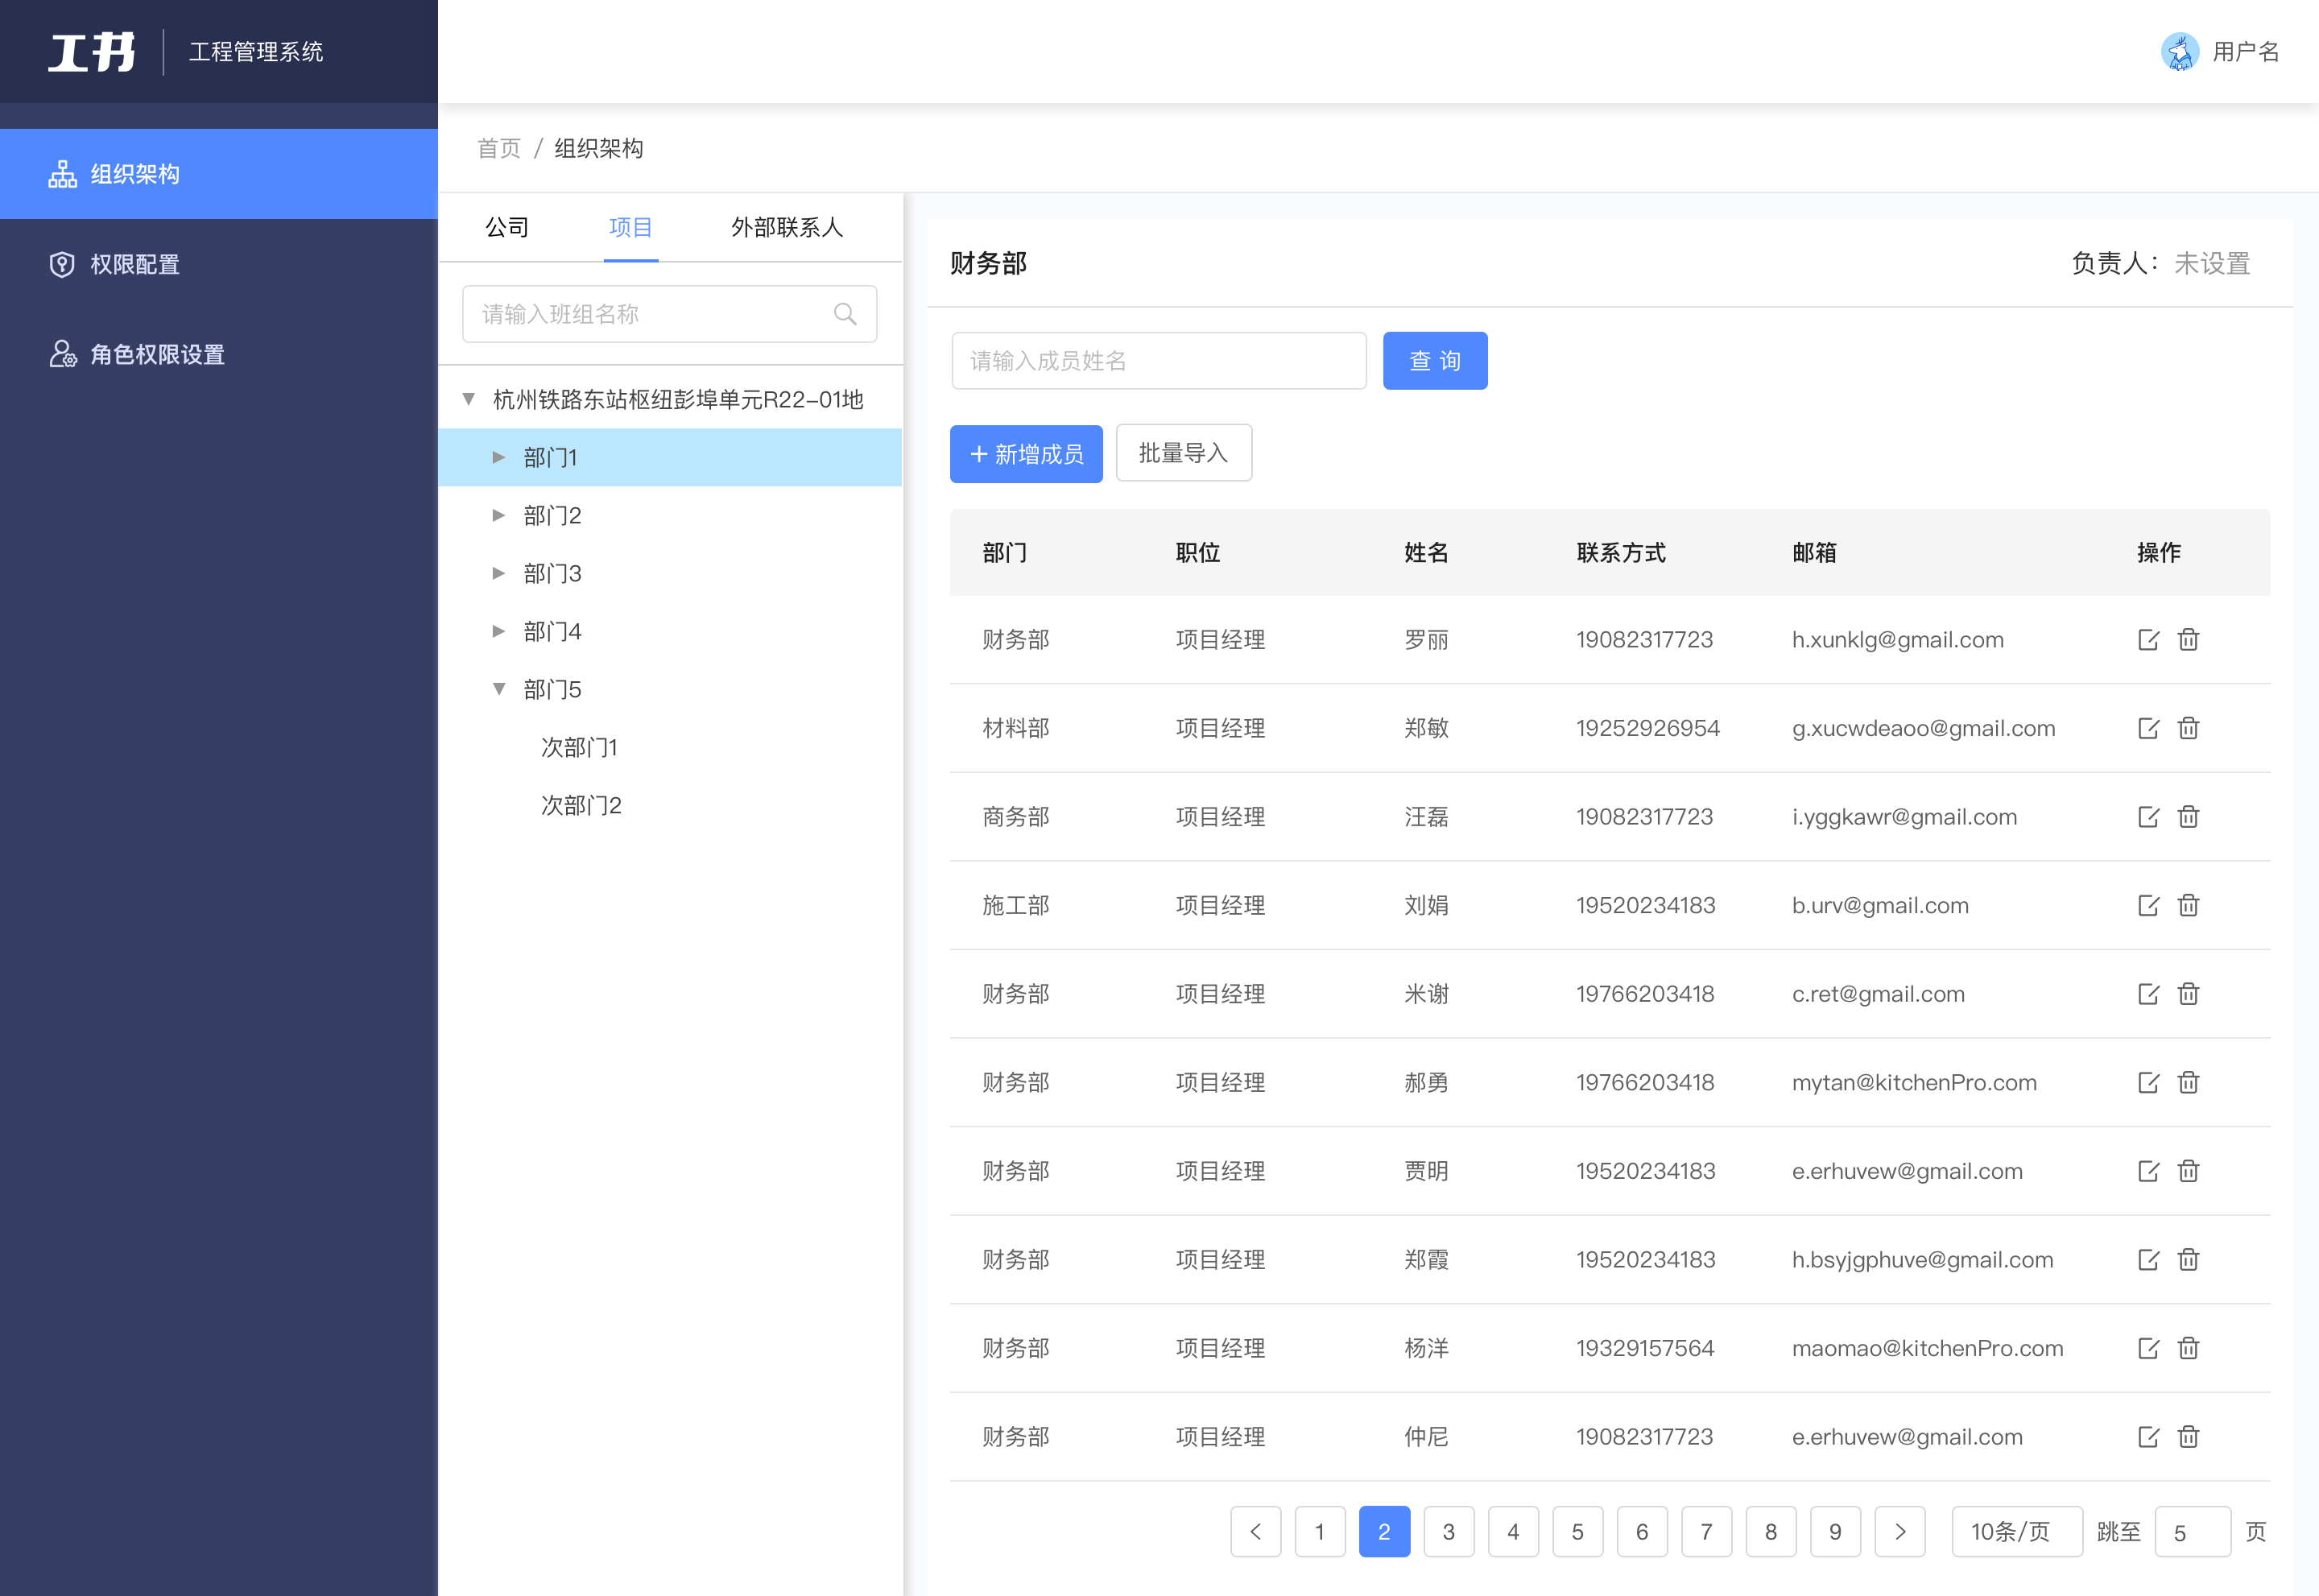 工书 工程管理系统
用户名
组织架构
权限配置
角色权限设置
首页 / 组织架构
公司 项目 外部联系人
请输入班组名称
杭州铁路东站枢纽彭埠单元R22-01地
部门1
部门2
部门3
部门4
部门5
次部门1
次部门2
财务部 负责人：未设置
请输入成员姓名 查 询
新增成员 批量导入
部门 职位 姓名 联系方式 邮箱 操作
财务部 项目经理 罗丽 19082317723 h.xunklg@gmail.com
材料部 项目经理 郑敏 19252926954 g.xucwdeaoo@gmail.com
商务部 项目经理 汪磊 19082317723 i.yggkawr@gmail.com
施工部 项目经理 刘娟 19520234183 b.urv@gmail.com
财务部 项目经理 米谢 19766203418 c.ret@gmail.com
财务部 项目经理 郝勇 19766203418 mytan@kitchenPro.com
财务部 项目经理 贾明 19520234183 e.erhuvew@gmail.com
财务部 项目经理 郑霞 19520234183 h.bsyjgphuve@gmail.com
财务部 项目经理 杨洋 19329157564 maomao@kitchenPro.com
财务部 项目经理 仲尼 19082317723 e.erhuvew@gmail.com
1 2 3 4 5 6 7 8 9 10条/页 跳至 5 页